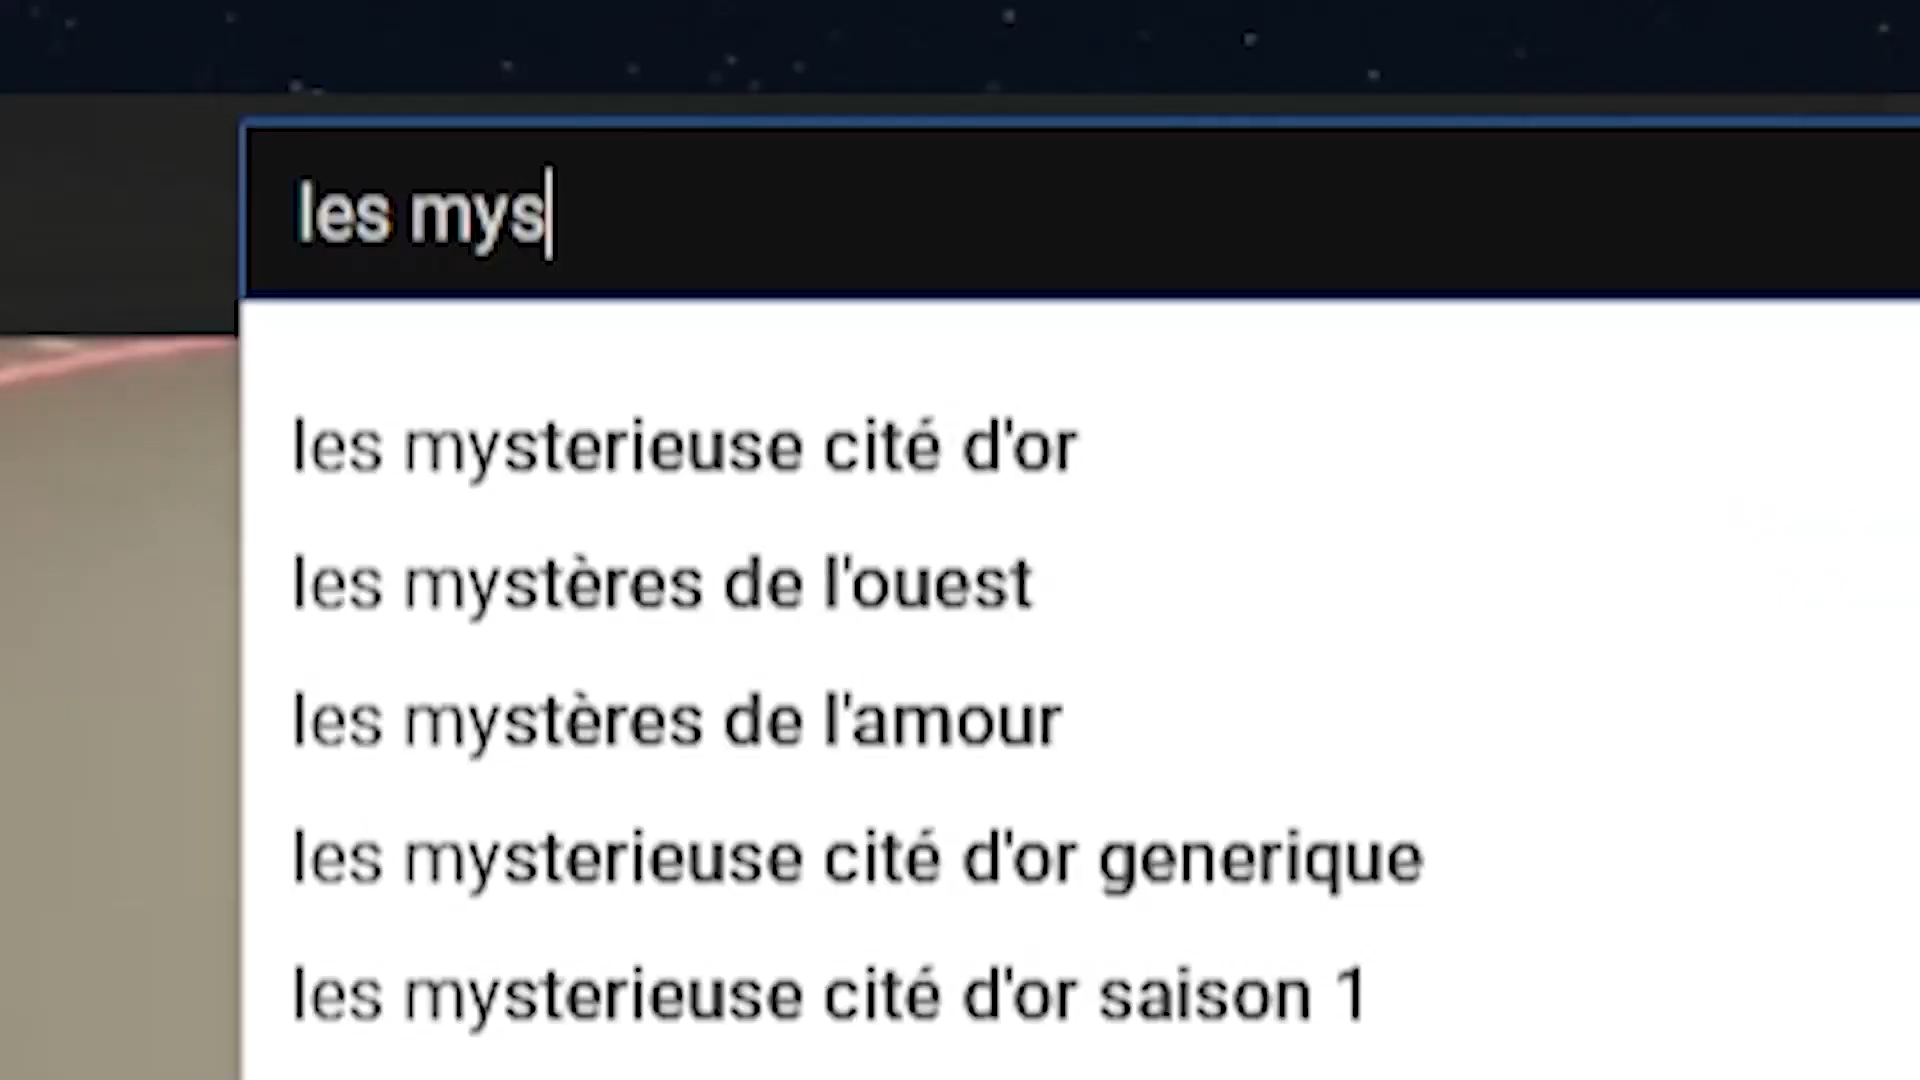 les mys
les mysterieuse cité d'or
les mystères de l'ouest
les mystères de l'amour
les mysterieuse cité d'or generique
les mysterieuse cité d'or saison 1